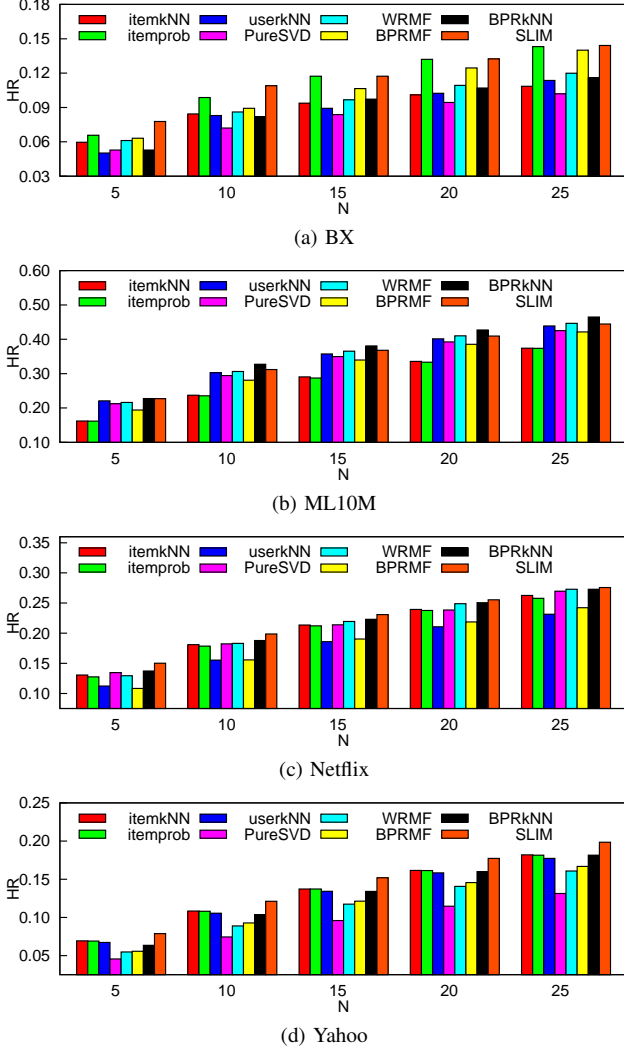 0.18
itemkNN userkNN WRMF BPRkNN
itemprob PureSVD BPRMF SLIM
0.15
0.12
HR
0.09
0.06
0.03
5 10 15 20 25
N
(a) BX
0.60
itemkNN userkNN WRMF BPRkNN
itemprob PureSVD BPRMF SLIM
0.50
0.40
HR
0.30
0.20
0.10
5 10 15 20 25
N
(b) ML10M
0.35
itemkNN userkNN WRMF BPRkNN
itemprob PureSVD BPRMF SLIM
0.30
0.25
HR
0.20
0.15
0.10
5 10 15 20 25
N
(c) Netflix
0.25
itemkNN userkNN WRMF BPRkNN
itemprob PureSVD BPRMF SLIM
0.20
HR
0.15
0.10
0.05
5 10 15 20 25
N
(d) Yahoo